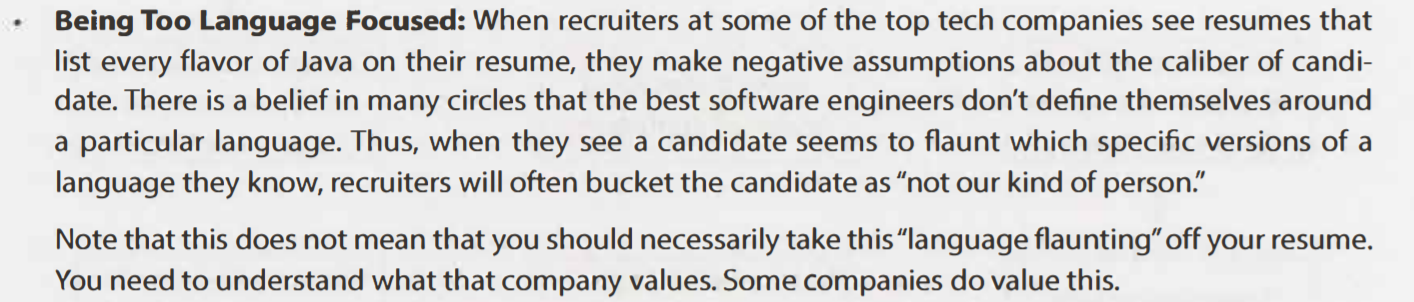 • Being Too Language Focused: When recruiters at some of the top tech companies see resumes that
list every flavor of Java on their resume, they make negative assumptions about the caliber of candi-
date. There is a belief in many circles that the best software engineers don't define themselves around
a particular language. Thus, when they see a candidate seems to flaunt which specific versions of a
language they know, recruiters will often bucket the candidate as "not our kind of person."
Note that this does not mean that you should necessarily take this "language flaunting" off your resume.
You need to understand what that company values. Some companies do value this.